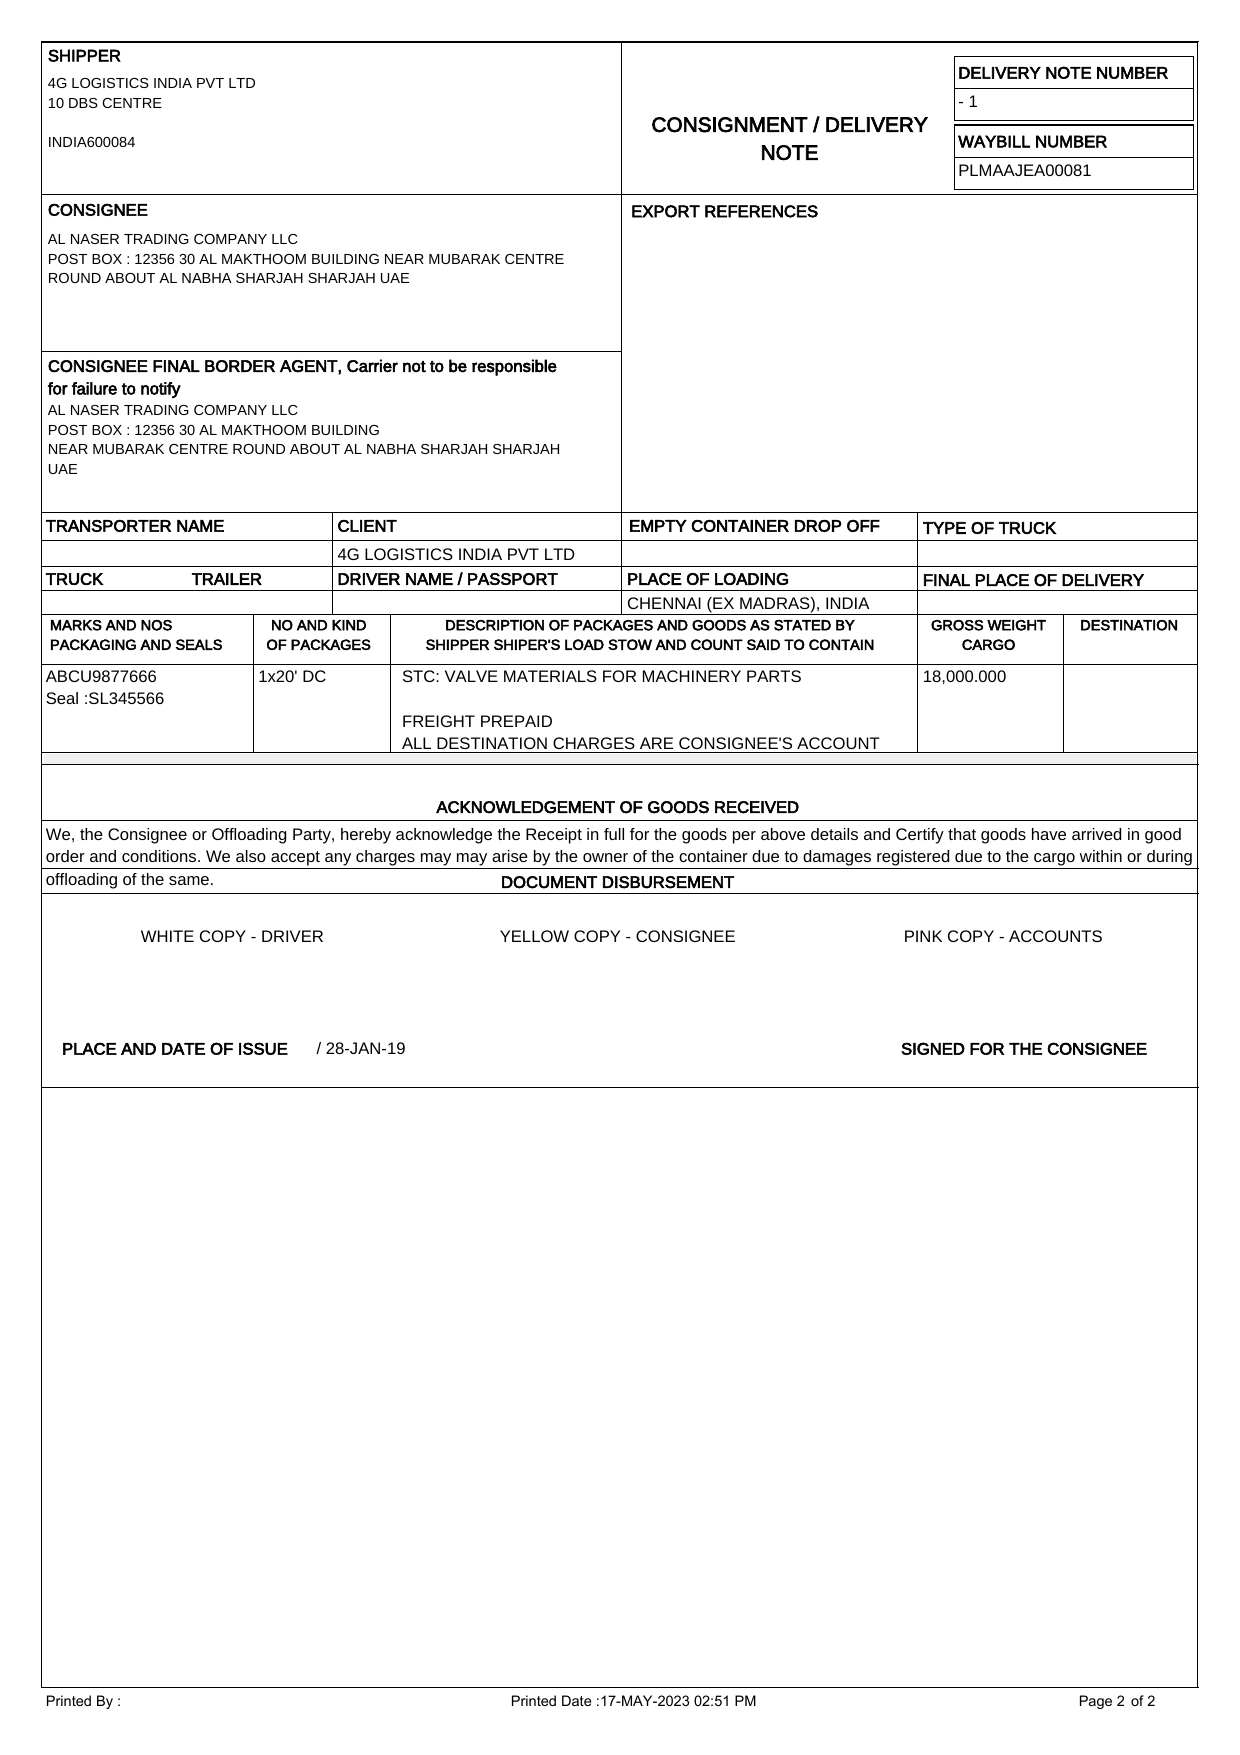 SHIPPER
4G LOGISTICS INDIA PVT LTD
10 DBS CENTRE
INDIA600084
CONSIGNMENT / DELIVERY
NOTE
DELIVERY NOTE NUMBER
- 1
WAYBILL NUMBER
PLMAAJEA00081
CONSIGNEE
AL NASER TRADING COMPANY LLC
POST BOX : 12356 30 AL MAKTHOOM BUILDING NEAR MUBARAK CENTRE
ROUND ABOUT AL NABHA SHARJAH SHARJAH UAE
EXPORT REFERENCES
CONSIGNEE FINAL BORDER AGENT, Carrier not to be responsible
for failure to notify
AL NASER TRADING COMPANY LLC
POST BOX : 12356 30 AL MAKTHOOM BUILDING
NEAR MUBARAK CENTRE ROUND ABOUT AL NABHA SHARJAH SHARJAH
UAE
TRANSPORTER NAME CLIENT EMPTY CONTAINER DROP OFF TYPE OF TRUCK
4G LOGISTICS INDIA PVT LTD
TRUCK TRAILER DRIVER NAME / PASSPORT PLACE OF LOADING FINAL PLACE OF DELIVERY
CHENNAI (EX MADRAS), INDIA
MARKS AND NOS
PACKAGING AND SEALS
NO AND KIND
OF PACKAGES
DESCRIPTION OF PACKAGES AND GOODS AS STATED BY
SHIPPER SHIPER'S LOAD STOW AND COUNT SAID TO CONTAIN
GROSS WEIGHT
CARGO
DESTINATION
ABCU9877666
Seal :SL345566
1x20' DC
STC: VALVE MATERIALS FOR MACHINERY PARTS
FREIGHT PREPAID
ALL DESTINATION CHARGES ARE CONSIGNEE'S ACCOUNT
18,000.000
ACKNOWLEDGEMENT OF GOODS RECEIVED
We, the Consignee or Offloading Party, hereby acknowledge the Receipt in full for the goods per above details and Certify that goods have arrived in good
order and conditions. We also accept any charges may may arise by the owner of the container due to damages registered due to the cargo within or during
offloading of the same.
DOCUMENT DISBURSEMENT
WHITE COPY - DRIVER YELLOW COPY - CONSIGNEE PINK COPY - ACCOUNTS
PLACE AND DATE OF ISSUE / 28-JAN-19 SIGNED FOR THE CONSIGNEE
Printed By : Printed Date :17-MAY-2023 02:51 PM Page 2 of 2